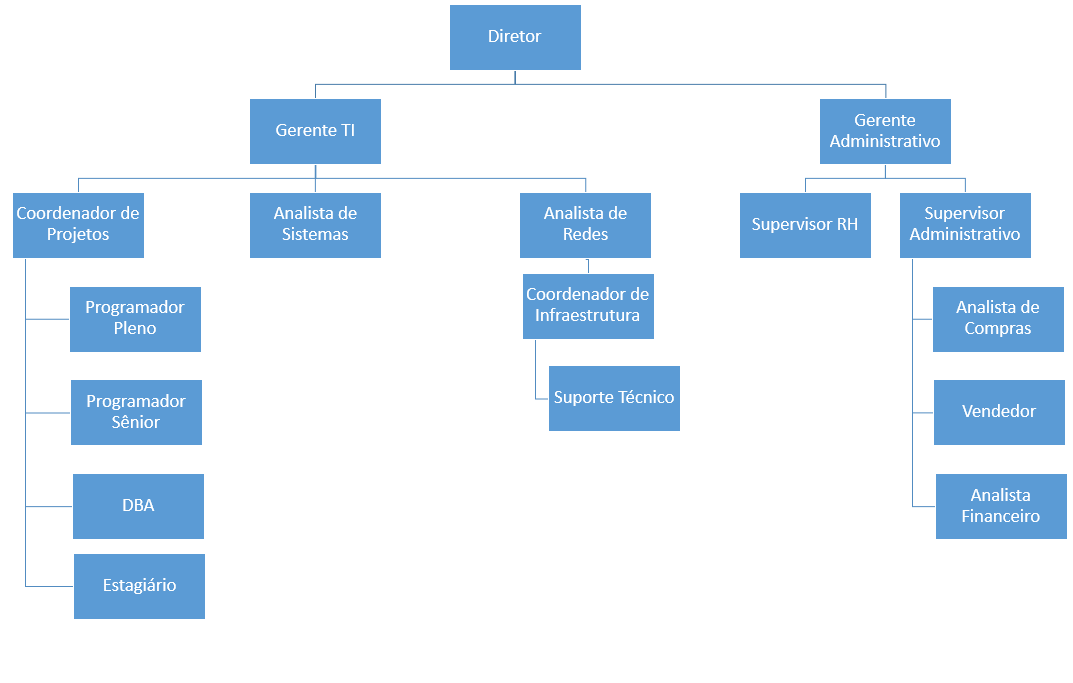 Diretor
Gerente TI
Gerente
Administrativo
Coordenador de
Projetos
Analista de
Sistemas
Analista de
Redes
Supervisor RH
Supervisor
Administrativo
Programador
Pleno
Coordenador de
Infraestrutura
Analista de
Compras
Programador
Sênior
Suporte Técnico
Vendedor
DBA
Analista
Financeiro
Estagiário